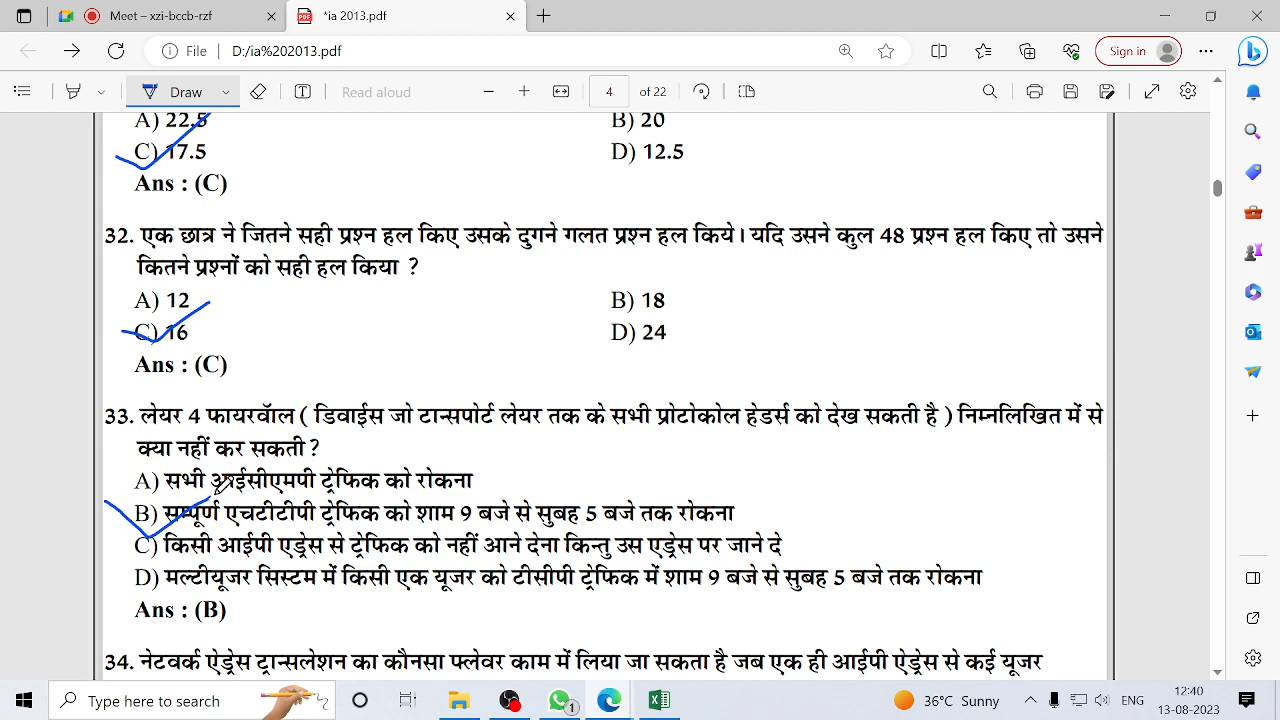 Meet – xzi-bccb-rzf
*ia 2013.pdf
File
D:/ia%202013.pdf
Sign in
Draw
Read aloud
4
of 22
A) 22.5
B) 20
C) 17.5
D) 12.5
Ans : (C)
32. एक छात्र ने जितने सही प्रश्न हल किए उसके दुगने गलत प्रश्न हल किये। यदि उसने कुल 48 प्रश्न हल किए तो उसने
कितने प्रश्नों को सही हल किया ?
A) 12
B) 18
C) 16
D) 24
Ans : (C)
33. लेयर 4 फायरवॉल ( डिवाईस जो टान्सपोर्ट लेयर तक के सभी प्रोटोकोल हेडर्स को देख सकती है ) निम्नलिखित में से
क्या नहीं कर सकती ?
A) सभी आईसीएमपी ट्रेफिक को रोकना
B) सम्पूर्ण एचटीटीपी ट्रेफिक को शाम 9 बजे से सुबह 5 बजे तक रोकना
C) किसी आईपी एड्रेस से ट्रेफिक को नहीं आने देना किन्तु उस एड्रेस पर जाने दे
D) मल्टीयूजर सिस्टम में किसी एक यूजर को टीसीपी ट्रेफिक में शाम 9 बजे से सुबह 5 बजे तक रोकना
Ans : (B)
34. नेटवर्क ऐड्रेस ट्रान्सलेशन का कौनसा फ्लेवर काम में लिया जा सकता है जब एक ही आईपी ऐड्रेस से कई यूजर
Type here to search
1
36°C Sunny
ENG
12:40
13-08-2023